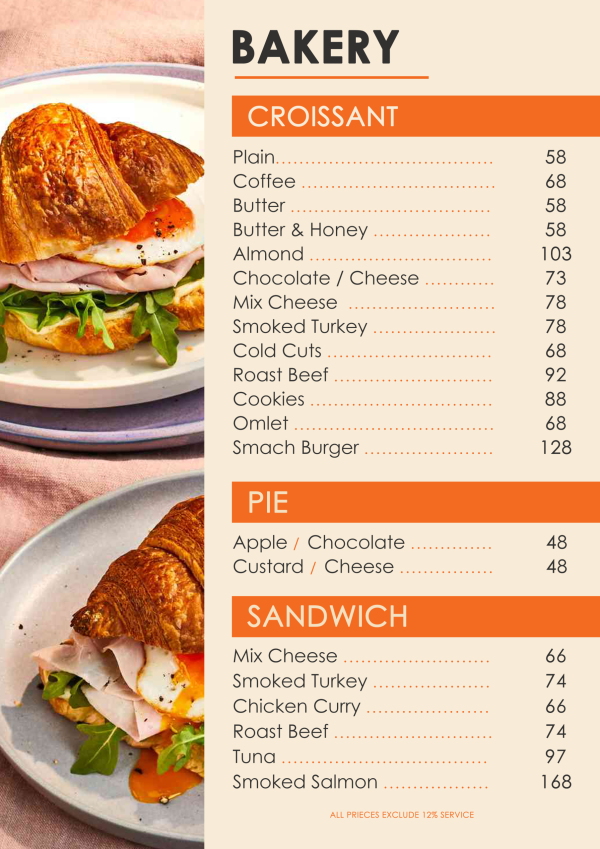 BAKERY
CROISSANT
Plain..................................... 58
Coffee .................................. 68
Butter ................................... 58
Butter & Honey ..................... 58
Almond ................................ 103
Chocolate / Cheese ............ 73
Mix Cheese .......................... 78
Smoked Turkey ...................... 78
Cold Cuts ............................. 68
Roast Beef ............................ 92
Cookies ................................ 88
Omlet ................................... 68
Smach Burger ....................... 128
PIE
Apple / Chocolate .............. 48
Custard / Cheese ................ 48
SANDWICH
Mix Cheese .......................... 66
Smoked Turkey ..................... 74
Chicken Curry ...................... 66
Roast Beef ............................ 74
Tuna ..................................... 97
Smoked Salmon ................... 168
ALL PRIECES EXCLUDE 12% SERVICE